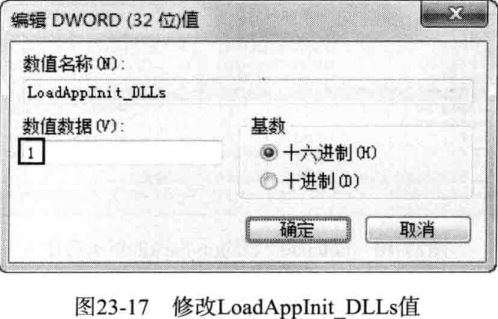 编辑 DWORD (32 位)值
数值名称(N):
LoadAppInit_DLLs
数值数据(V):
基数
1
十六进制(H)
十进制(D)
确定
取消
图23-17 修改LoadAppInit_DLLs值